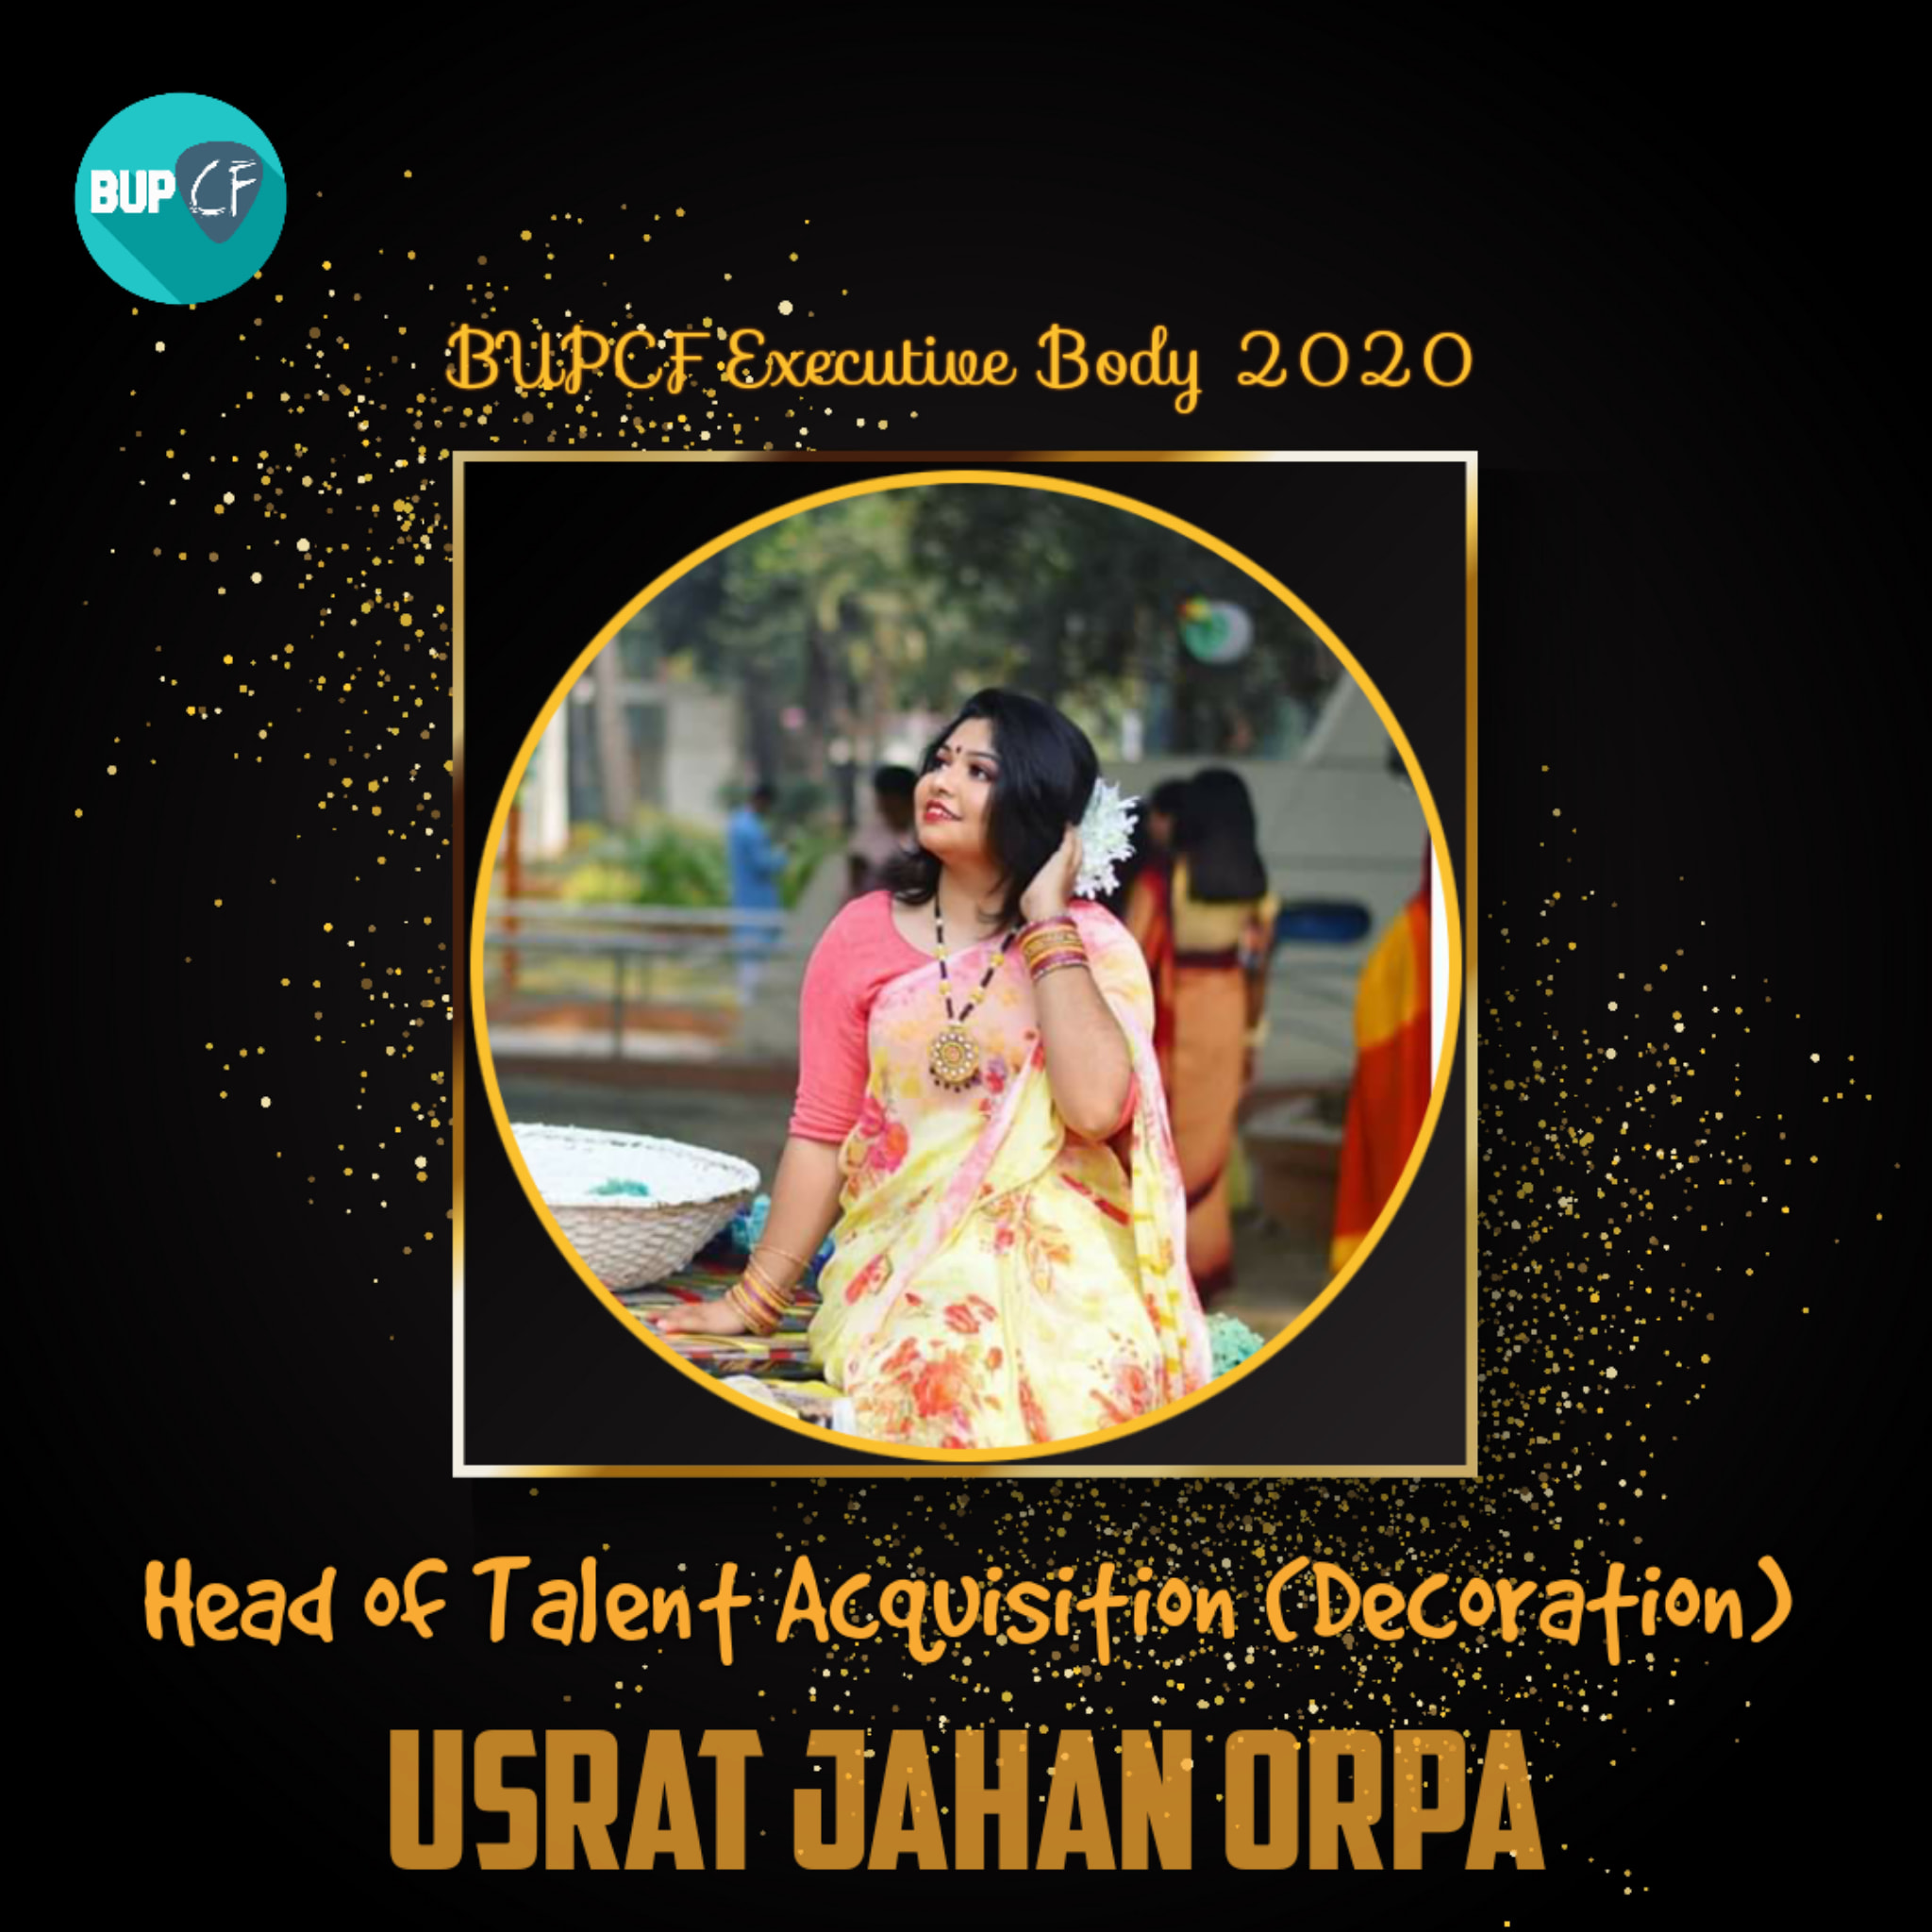 BUP CF
BUPCF Executive Body 2020
Head of Talent Acquisition (Decoration)
USRAT JAHAN ORPA